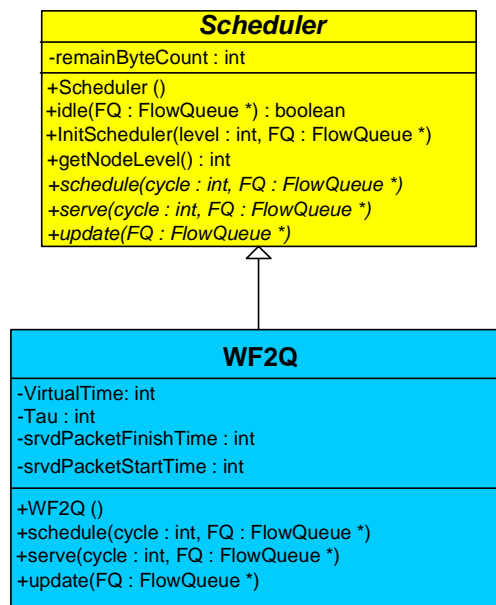 Scheduler
-remainByteCount : int
+Scheduler ()
+idle(FQ : FlowQueue *) : boolean
+InitScheduler(level : int, FQ : FlowQueue *)
+getNodeLevel() : int
+schedule(cycle : int, FQ : FlowQueue *)
+serve(cycle : int, FQ : FlowQueue *)
+update(FQ : FlowQueue *)
WF2Q
-VirtualTime: int
-Tau : int
-srvdPacketFinishTime : int
-srvdPacketStartTime : int
+WF2Q ()
+schedule(cycle : int, FQ : FlowQueue *)
+serve(cycle : int, FQ : FlowQueue *)
+update(FQ : FlowQueue *)